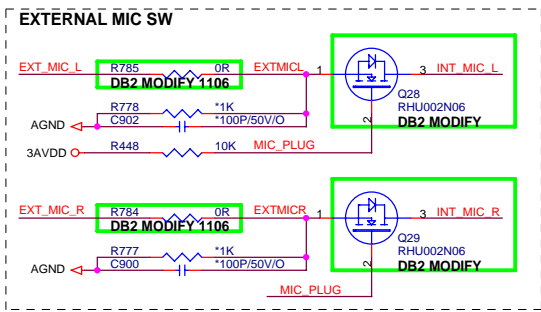 EXTERNAL MIC SW
EXT_MIC_L R785 0R EXTMICL 1 3 INT_MIC_L
DB2 MODIFY 1106
Q28
R778 *1K RHU002N06
AGND C902 *100P/50V/O 2 DB2 MODIFY
3AVDD R448 10K MIC_PLUG
EXT_MIC_R R784 0R EXTMICR 1 3 INT_MIC_R
DB2 MODIFY 1106
Q29
R777 *1K RHU002N06
AGND C900 *100P/50V/O 2 DB2 MODIFY
MIC_PLUG